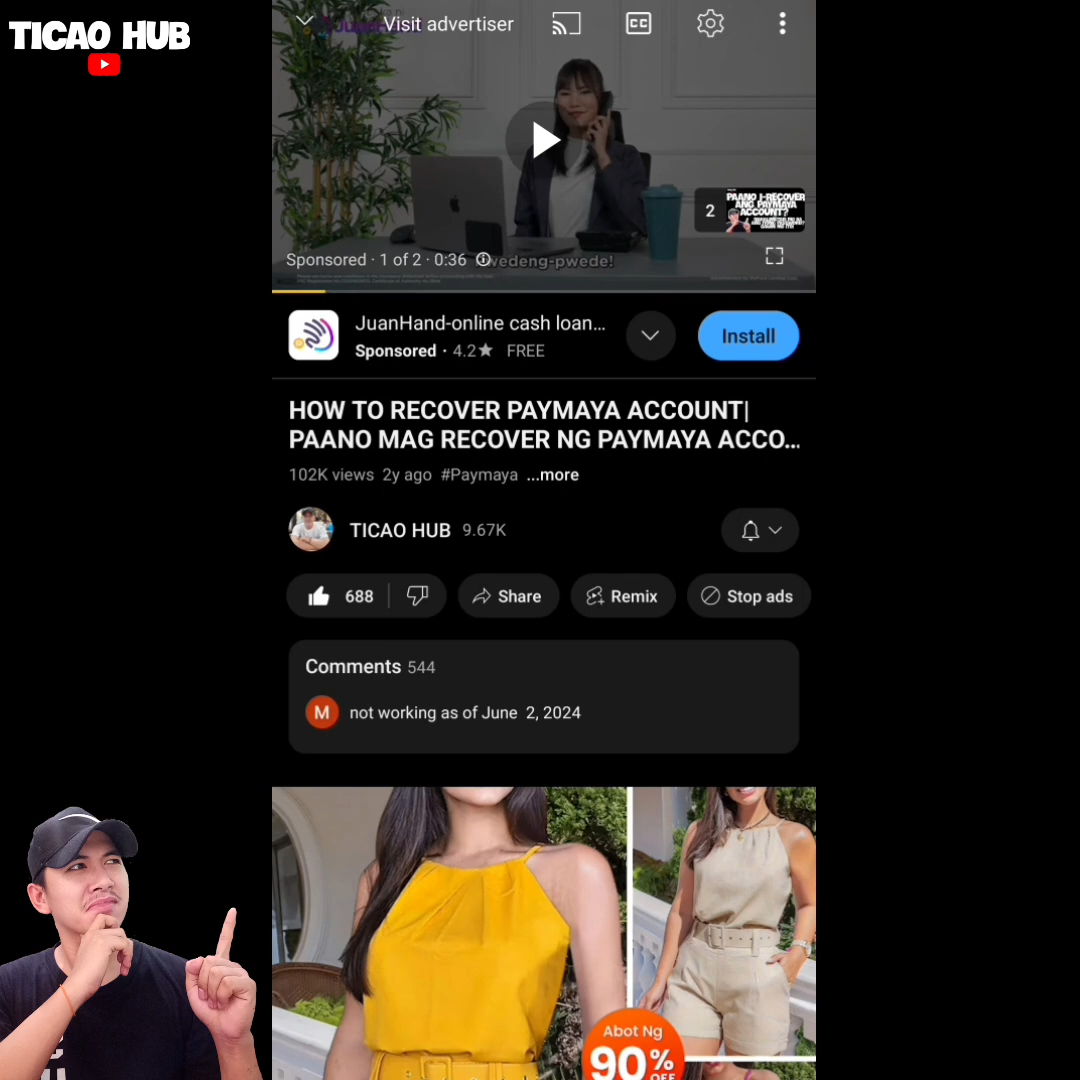 TICAO HUB
Visit advertiser
CC
2
PAANO I-RECOVER
ANG PAYMAYA
ACCOUNT?
Sponsored · 1 of 2 · 0:36
wedeng-pwede!
JuanHand-online cash loan...
Install
Sponsored · 4.2★ FREE
HOW TO RECOVER PAYMAYA ACCOUNT|
PAANO MAG RECOVER NG PAYMAYA ACCO...
102K views 2y ago #Paymaya ...more
TICAO HUB 9.67K
688
Share
Remix
Stop ads
Comments 544
M
not working as of June 2, 2024
Abot Ng
90%
OFF